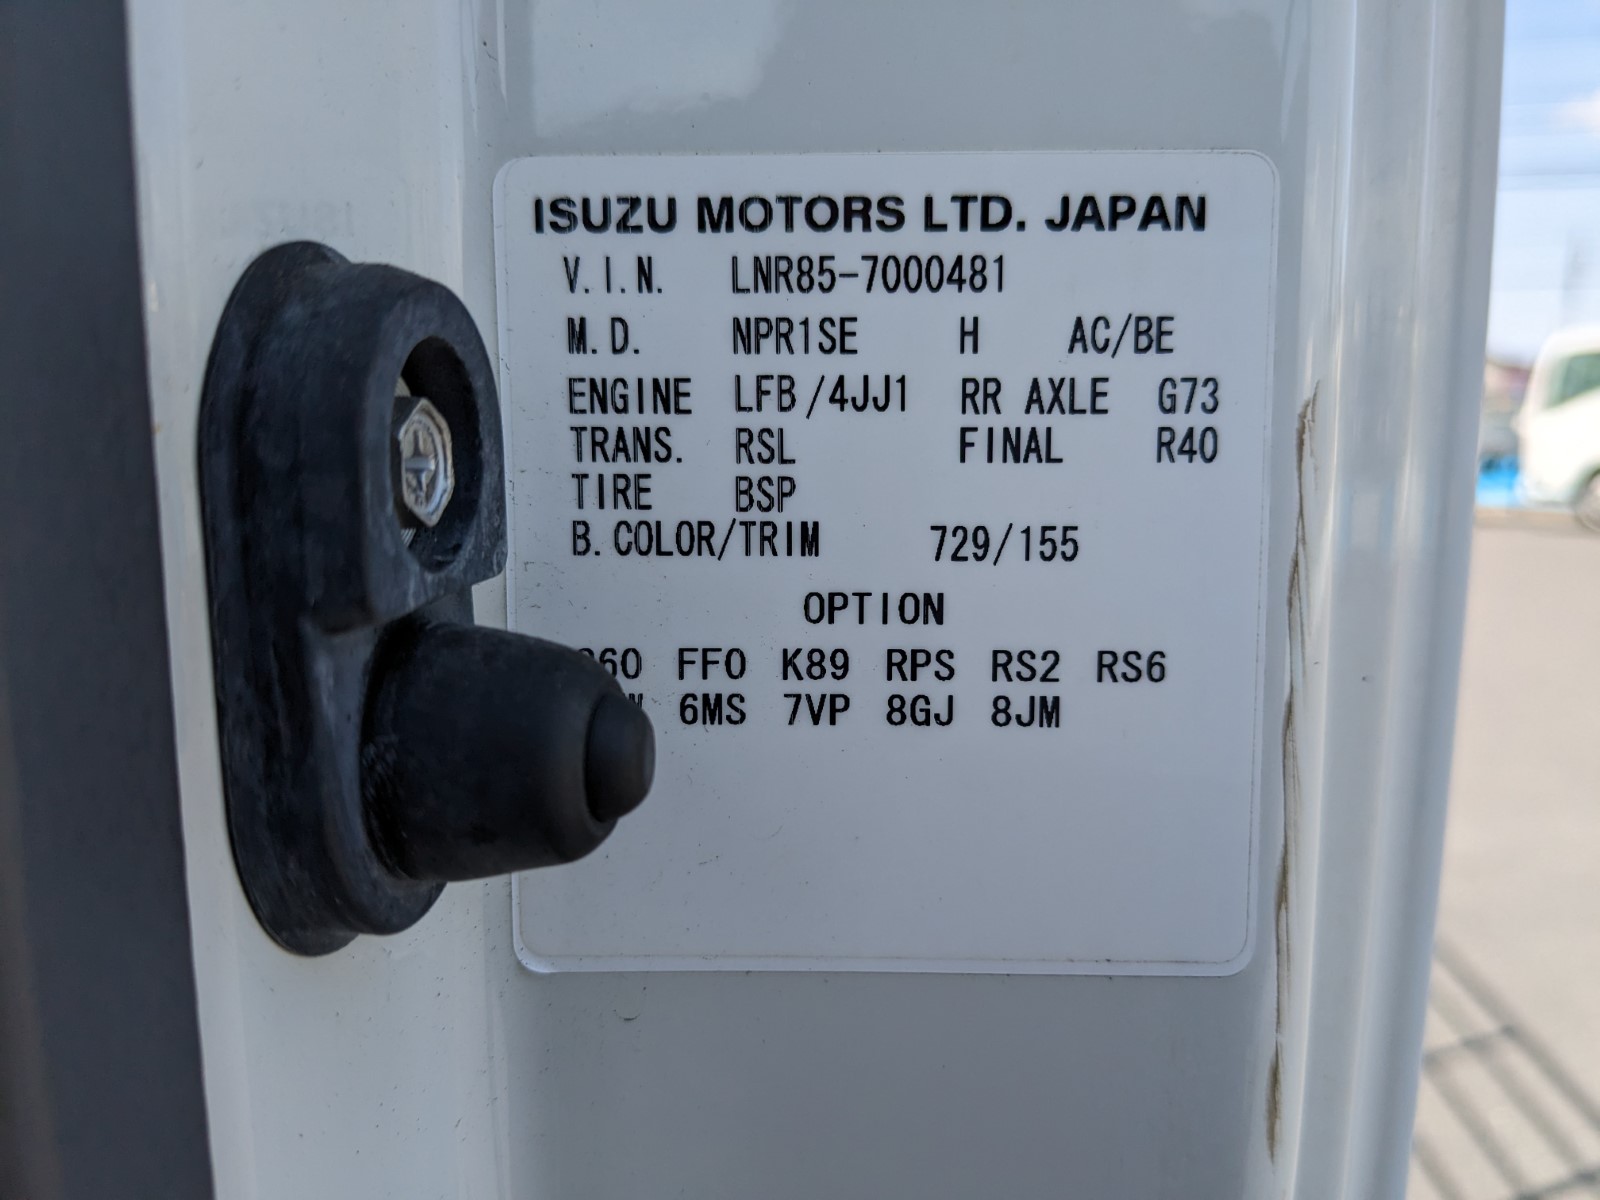 ISUZU MOTORS LTD. JAPAN
V.I.N. LNR85-7000481
M.D. NPR1SE H AC/BE
ENGINE LFB/4JJ1 RR AXLE G73
TRANS. RSL FINAL R40
TIRE BSP
B.COLOR/TRIM 729/155
OPTION
FF0 K89 RPS RS2 RS6
6MS 7VP 8GJ 8JM